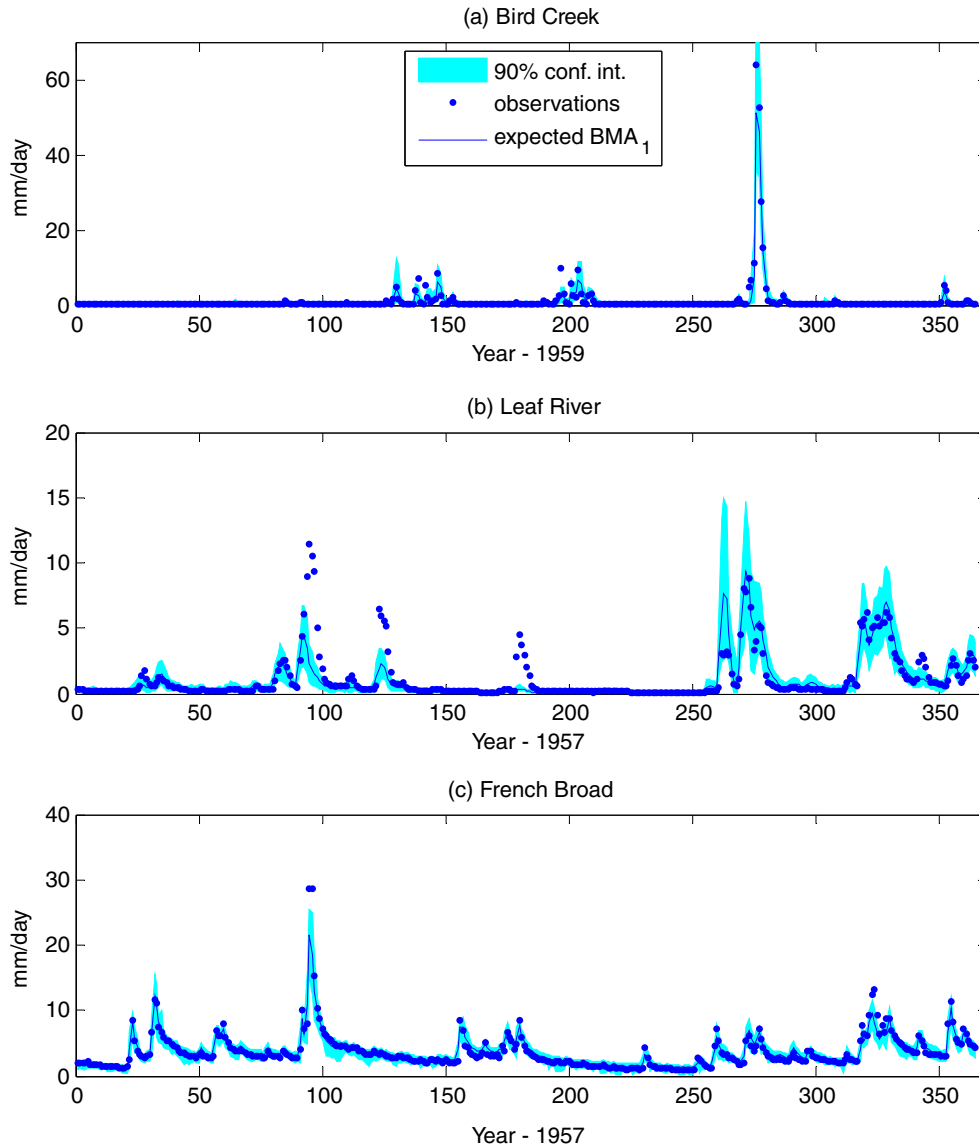 (a) Bird Creek
90% conf. int.
observations
expected BMA1
mm/day
60
40
20
0
0 50 100 150 200 250 300 350
Year - 1959
(b) Leaf River
mm/day
20
15
10
5
0
0 50 100 150 200 250 300 350
Year - 1957
(c) French Broad
mm/day
40
30
20
10
0
0 50 100 150 200 250 300 350
Year - 1957